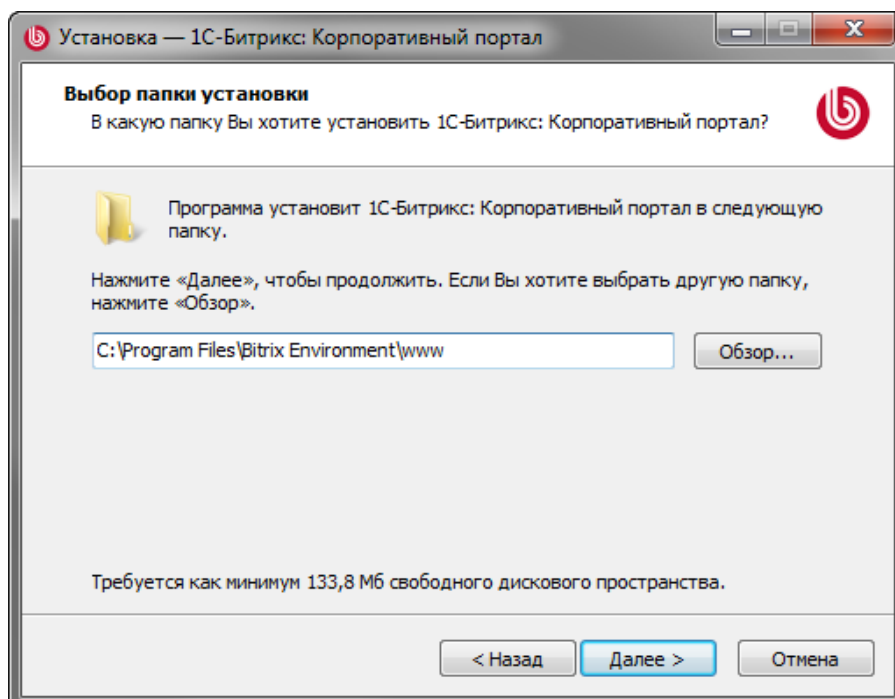 Установка — 1С-Битрикс: Корпоративный портал
Выбор папки установки
В какую папку Вы хотите установить 1С-Битрикс: Корпоративный портал?
Программа установит 1С-Битрикс: Корпоративный портал в следующую
папку.
Нажмите «Далее», чтобы продолжить. Если Вы хотите выбрать другую папку,
нажмите «Обзор».
C:\Program Files\Bitrix Environment\www
Обзор...
Требуется как минимум 133,8 Мб свободного дискового пространства.
< Назад
Далее >
Отмена